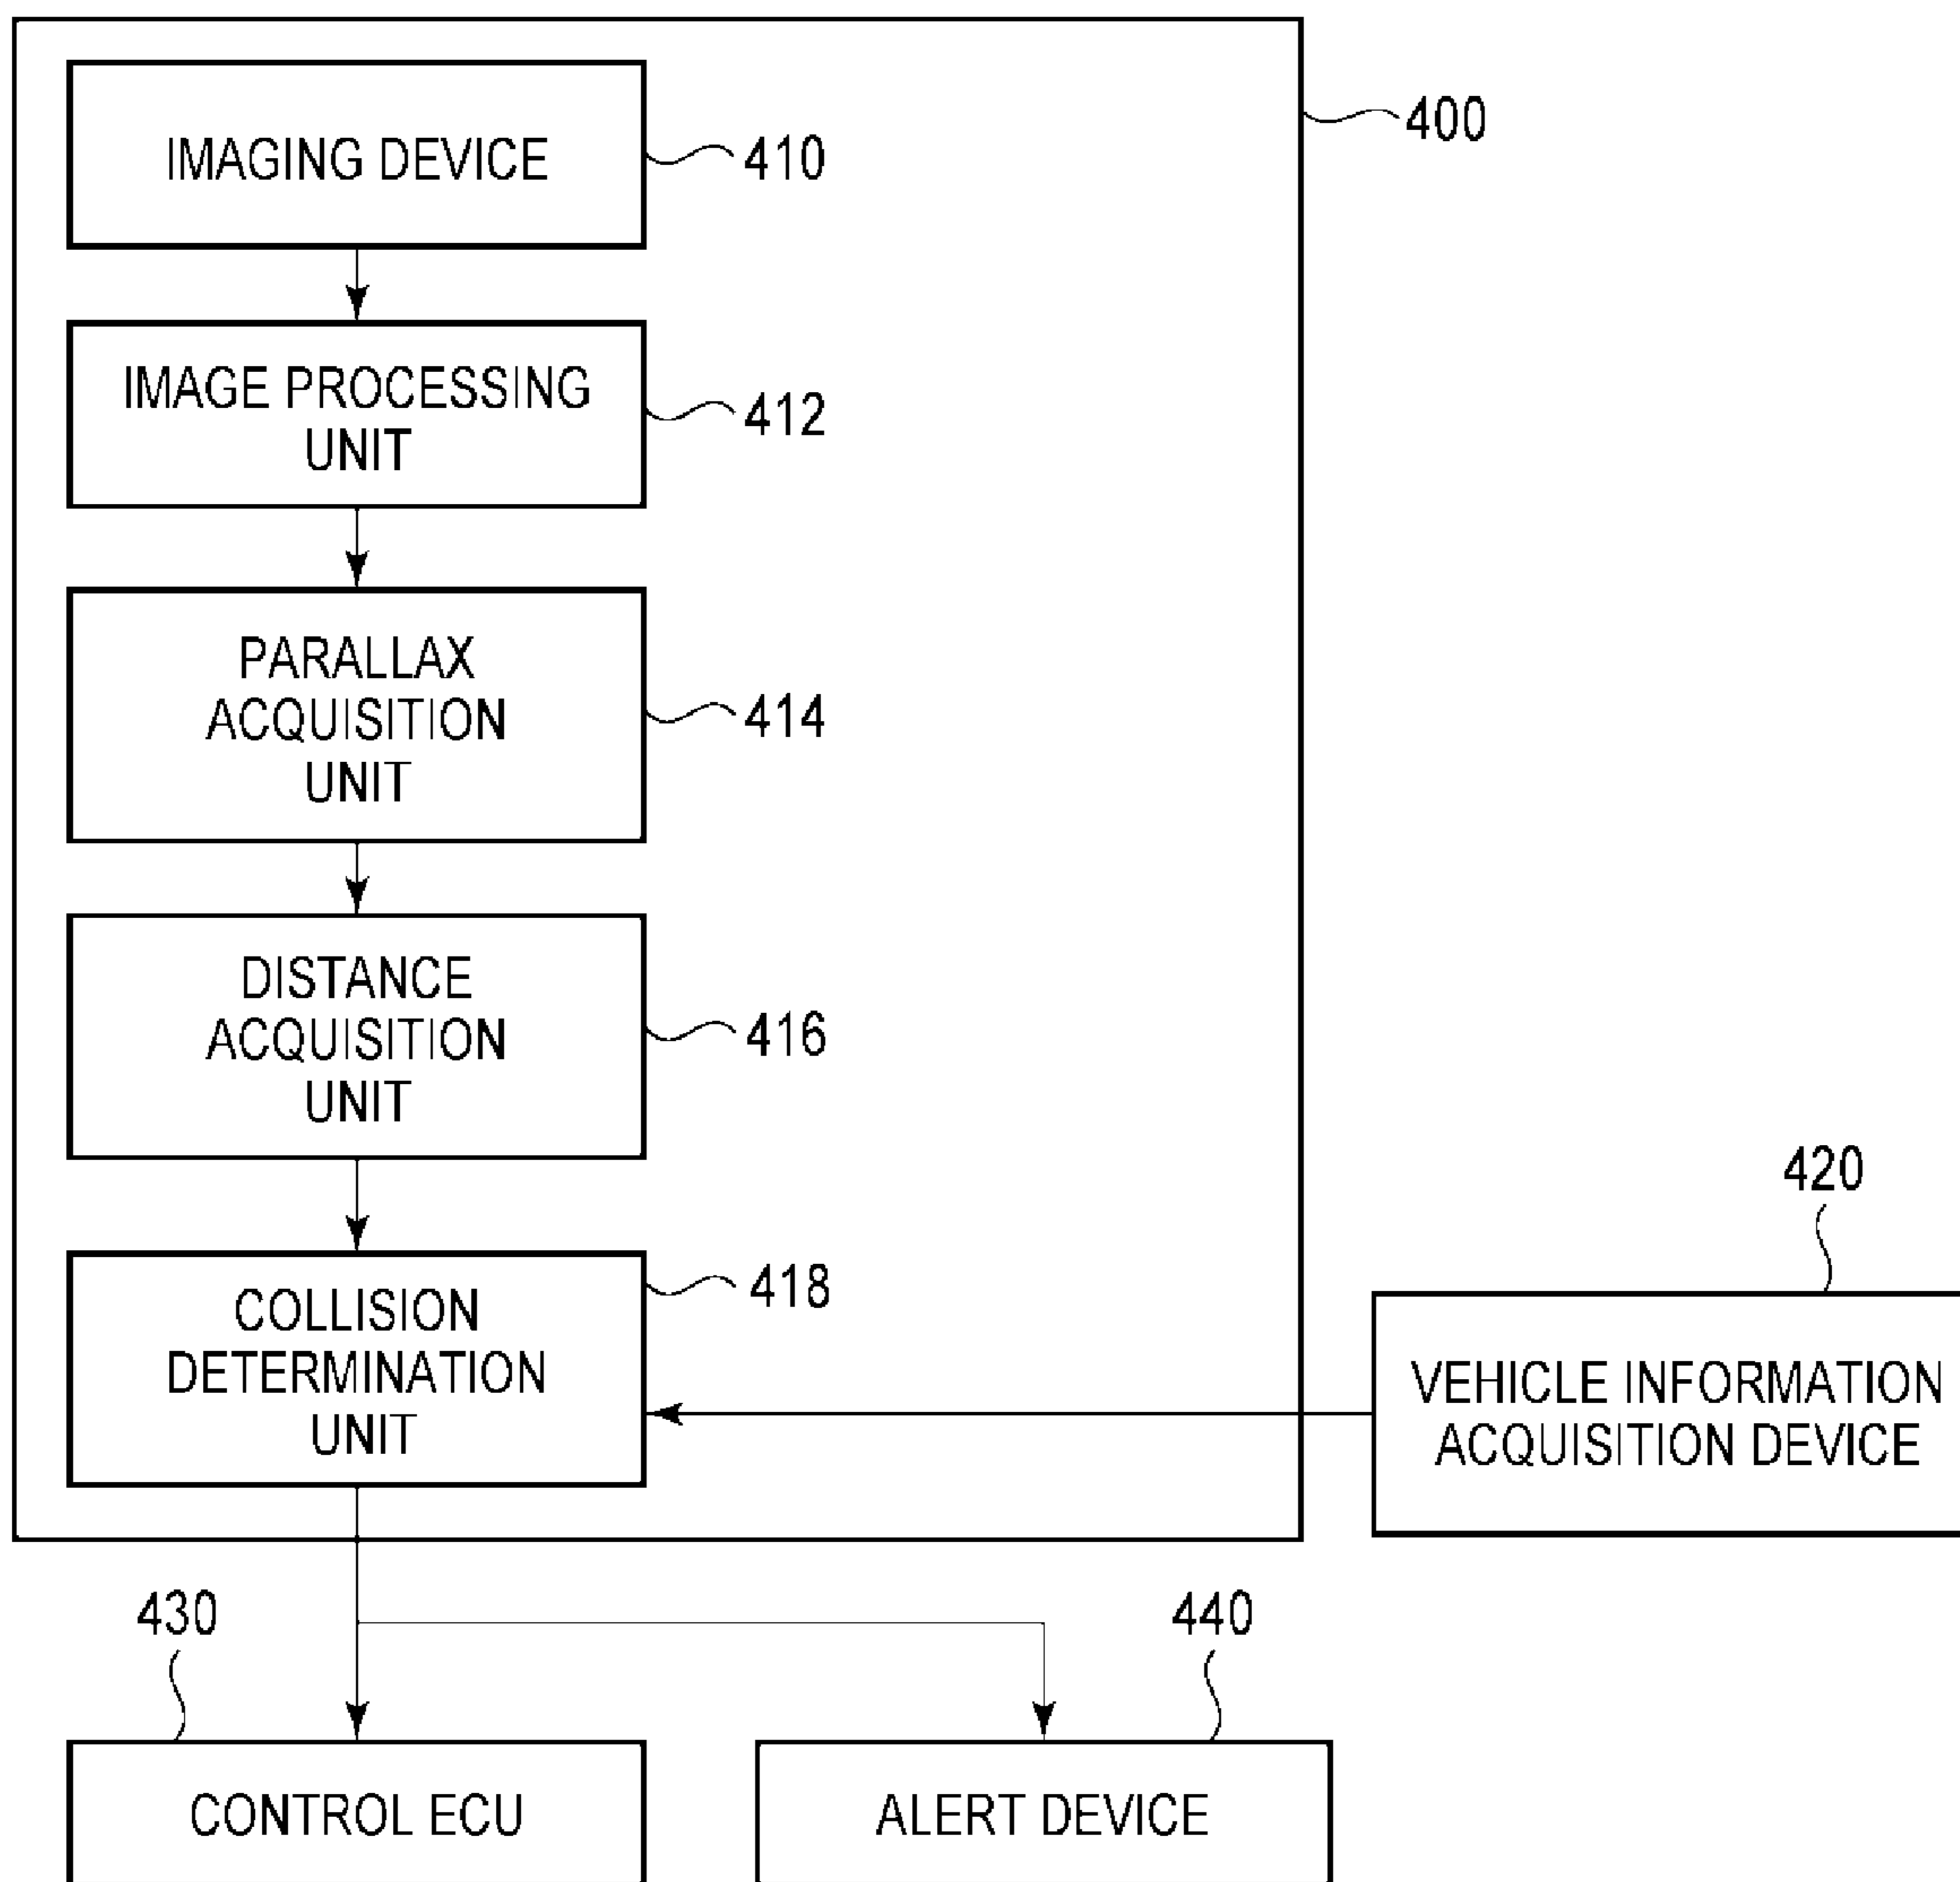 IMAGING DEVICE
410
400
IMAGE PROCESSING
UNIT
412
PARALLAX
ACQUISITION
UNIT
414
DISTANCE
ACQUISITION
UNIT
416
COLLISION
DETERMINATION
UNIT
418
420
VEHICLE INFORMATION
ACQUISITION DEVICE
430
CONTROL ECU
440
ALERT DEVICE